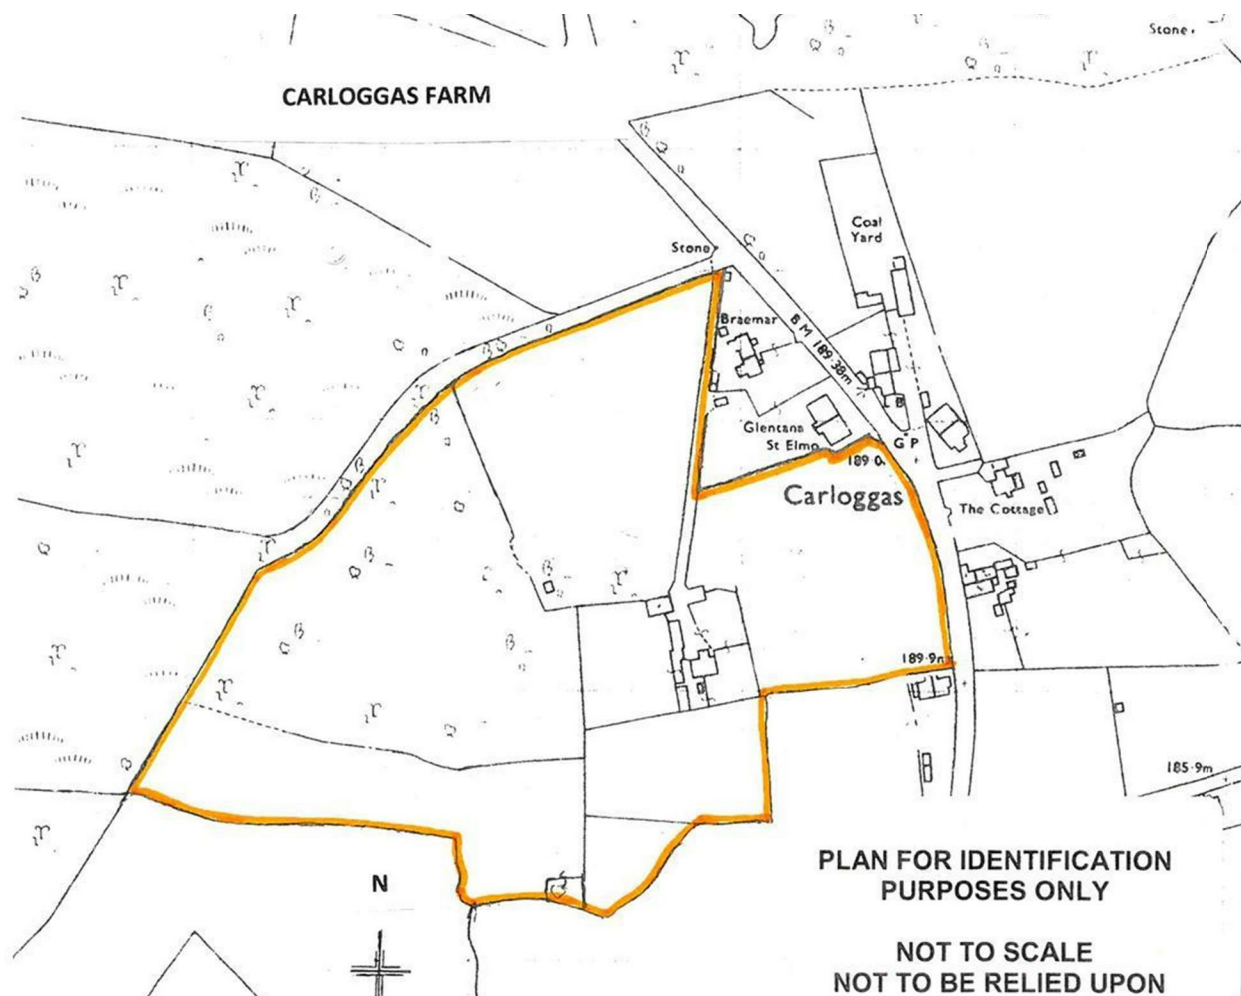 Stone
CARLOGGAS FARM
Coal
Yard
Stone
Braemar
B M 189·38m
B
Glentana
St Elmo
G P
189·0
Carloggas
The Cottage
189·9m
185·9m
PLAN FOR IDENTIFICATION
PURPOSES ONLY
N
NOT TO SCALE
NOT TO BE RELIED UPON